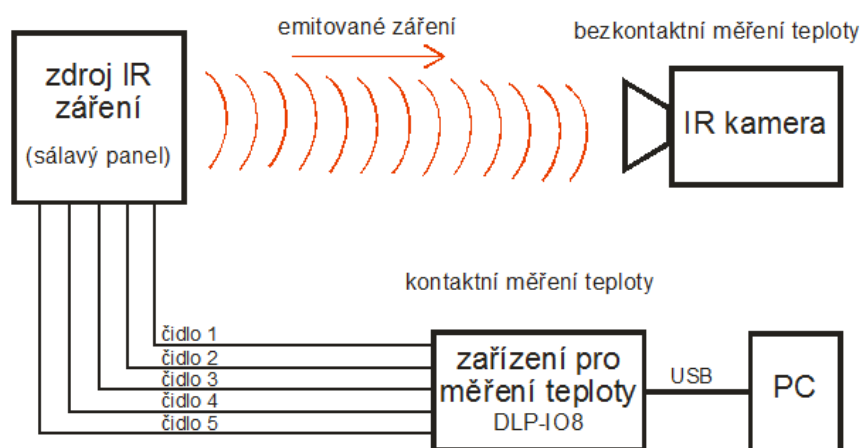 emitované záření
bezkontaktní měření teploty
zdroj IR
záření
(sálavý panel)
IR kamera
kontaktní měření teploty
čidlo 1
čidlo 2
čidlo 3
čidlo 4
čidlo 5
zařízení pro
měření teploty
DLP-IO8
USB
PC